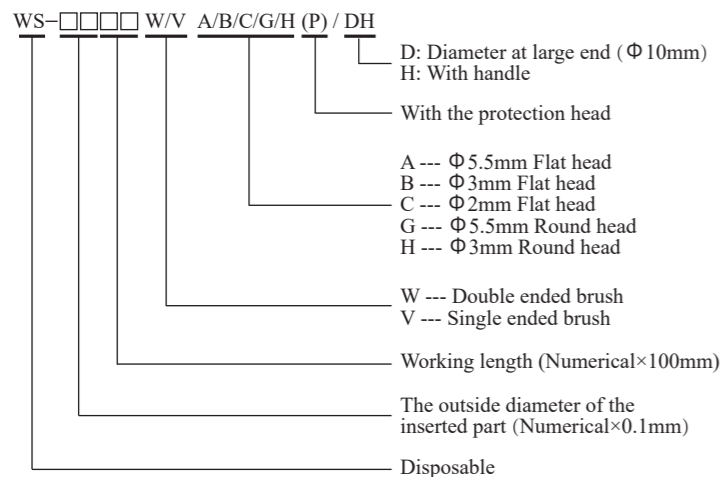 WS-□□□□ W/V A/B/C/G/H (P) / DH
D: Diameter at large end (Φ10mm)
H: With handle
With the protection head
A --- Φ5.5mm Flat head
B --- Φ3mm Flat head
C --- Φ2mm Flat head
G --- Φ5.5mm Round head
H --- Φ3mm Round head
W --- Double ended brush
V --- Single ended brush
Working length (Numerical×100mm)
The outside diameter of the
inserted part (Numerical×0.1mm)
Disposable